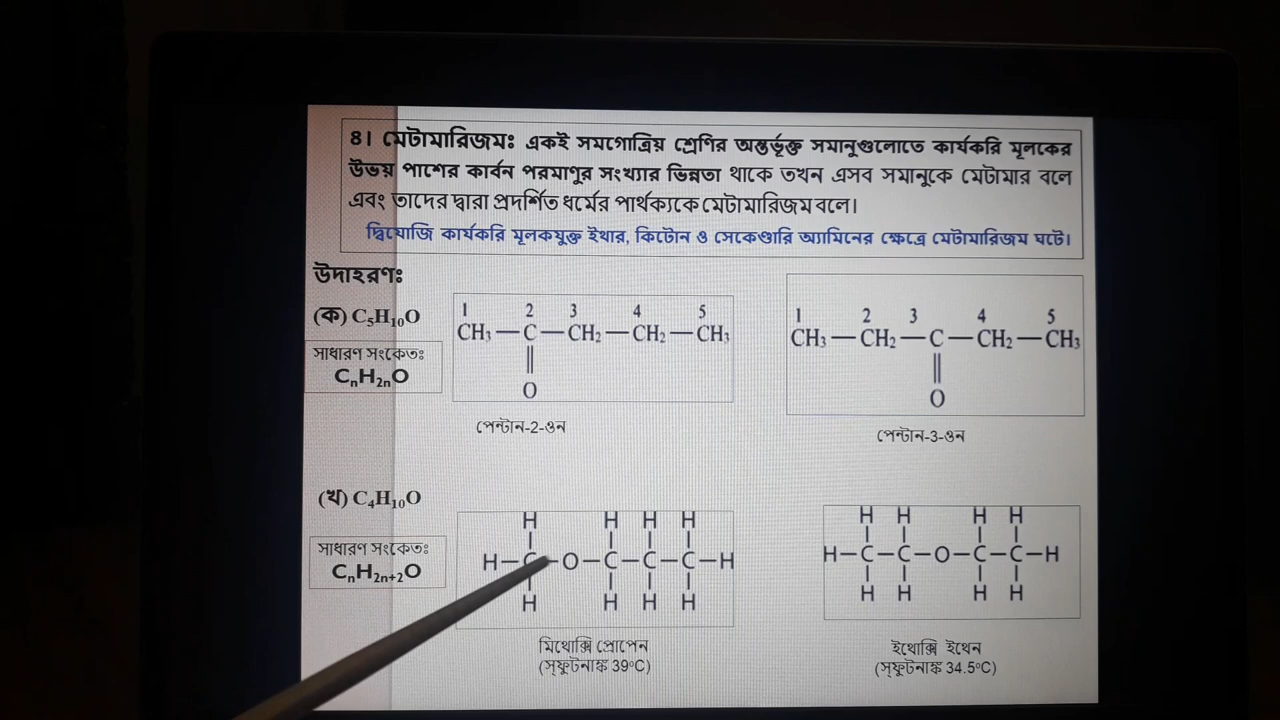 ৪। মেটামারিজমঃ একই সমগোত্রিয় শ্রেণির অন্তর্ভূক্ত সমানুগুলোতে কার্যকরি মূলকের
উভয় পাশের কার্বন পরমাণুর সংখ্যার ভিন্নতা থাকে তখন এসব সমানুকে মেটামার বলে
এবং তাদের দ্বারা প্রদর্শিত ধর্মের পার্থক্যকে মেটামারিজম বলে।
দ্বিযোজি কার্যকরি মূলকযুক্ত ইথার, কিটোন ও সেকেণ্ডারি অ্যামিনের ক্ষেত্রে মেটামারিজম ঘটে।
উদাহরণঃ
(ক) C₅H₁₀O
সাধারণ সংকেতঃ
CₙH₂ₙO
1 2 3 4 5
CH₃—C—CH₂—CH₂—CH₃
||
O
পেন্টান-2-ওন
1 2 3 4 5
CH₃—CH₂—C—CH₂—CH₃
||
O
পেন্টান-3-ওন
(খ) C₄H₁₀O
সাধারণ সংকেতঃ
CₙH₂ₙ₊₂O
H H H H
H—C—O—C—C—C—H
H H H H
মিথোক্সি প্রোপেন
(স্ফুটনাঙ্ক 39°C)
H H H H
H—C—C—O—C—C—H
H H H H
ইথোক্সি ইথেন
(স্ফুটনাঙ্ক 34.5°C)